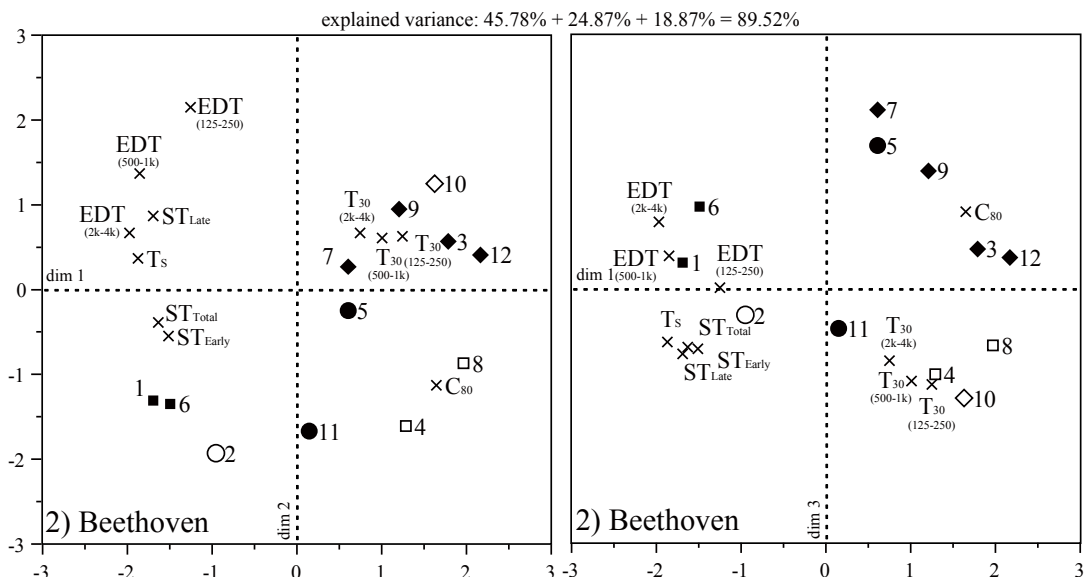 explained variance: 45.78% + 24.87% + 18.87% = 89.52%
3
2
1
0
-1
-2
-3
EDT
(125-250)
EDT
(500-1k)
EDT
(2k-4k)
STLate
TS
dim 1
STTotal
STEarly
1
6
2
10
9
T30
(2k-4k)
7
T30
(500-1k)
T30
(125-250)
3
12
5
8
C80
4
11
2) Beethoven
dim 2
-3
-2
-1
0
1
2
3
7
5
9
EDT
(2k-4k)
6
C80
EDT
(500-1k)
1
EDT
(125-250)
3
12
dim 1
2
TS
STTotal
STLate
STEarly
11
T30
(2k-4k)
8
4
T30
(500-1k)
10
T30
(125-250)
2) Beethoven
dim 3
-3
-2
-1
0
1
2
3